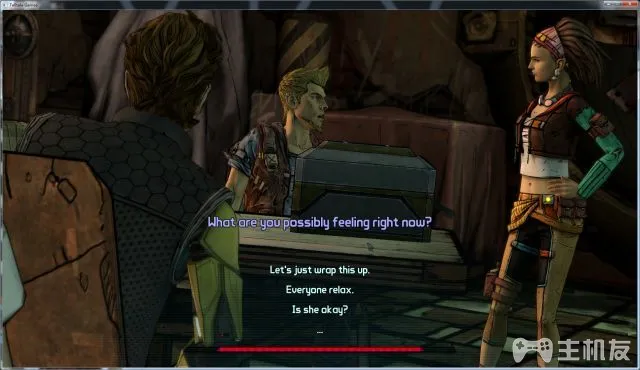 Telltale Games
What are you possibly feeling right now?
Let's just wrap this up.
Everyone relax.
Is she okay?
...
主机友